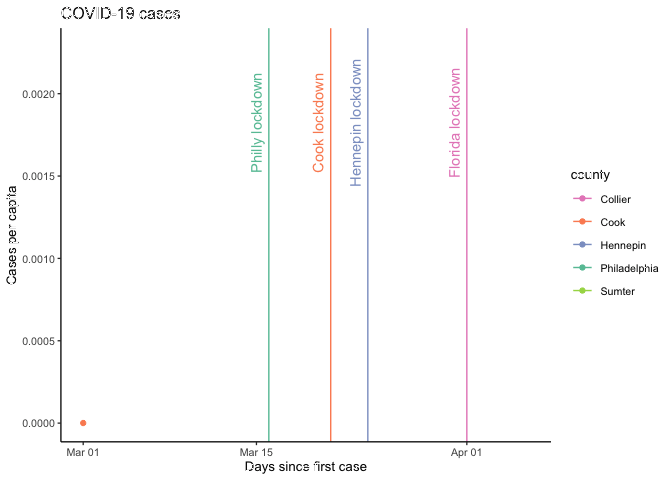 COVID-19 cases
Cases per capita
0.0020
0.0015
0.0010
0.0005
0.0000
Philly lockdown
Cook lockdown
Hennepin lockdown
Florida lockdown
Mar 01
Mar 15
Apr 01
Days since first case
county
Collier
Cook
Hennepin
Philadelphia
Sumter